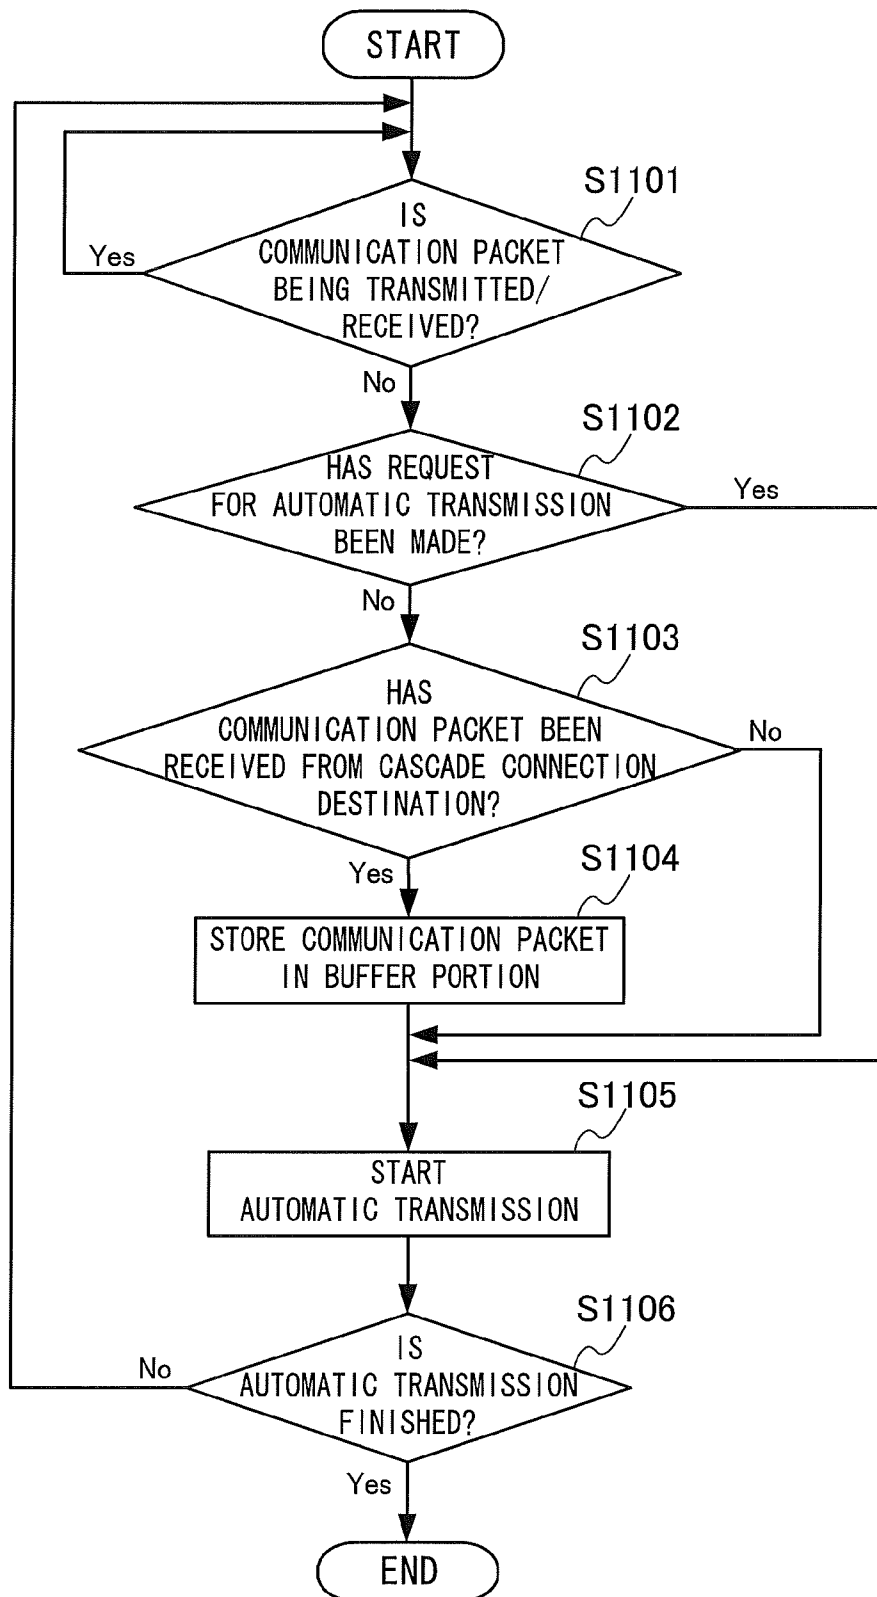 START
S1101
IS
COMMUNICATION PACKET
BEING TRANSMITTED/
RECEIVED?
Yes
No
S1102
HAS REQUEST
FOR AUTOMATIC TRANSMISSION
BEEN MADE?
Yes
No
S1103
HAS
COMMUNICATION PACKET BEEN
RECEIVED FROM CASCADE CONNECTION
DESTINATION?
No
Yes
S1104
STORE COMMUNICATION PACKET
IN BUFFER PORTION
S1105
START
AUTOMATIC TRANSMISSION
S1106
IS
AUTOMATIC TRANSMISSION
FINISHED?
No
Yes
END